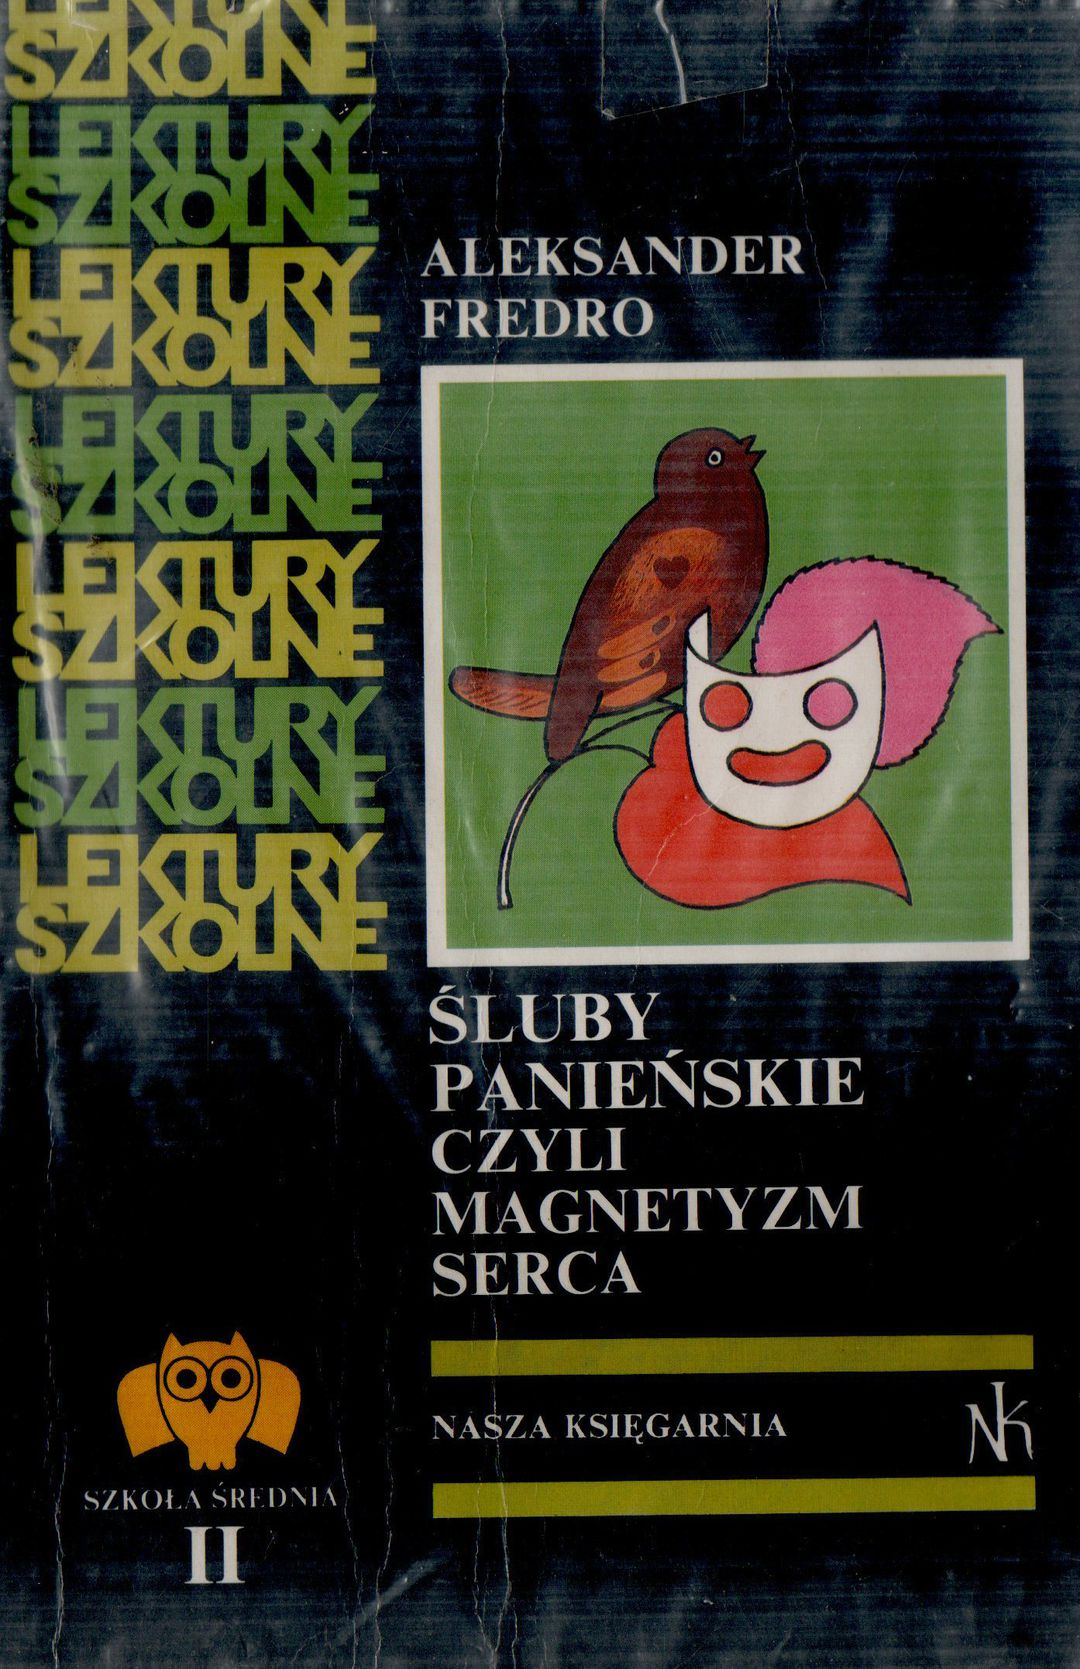 LEKTURY
SZKOLNE
LEKTURY
SZKOLNE
LEKTURY
SZKOLNE
LEKTURY
SZKOLNE
LEKTURY
SZKOLNE
LEKTURY
SZKOLNE
LEKTURY
SZKOLNE
ALEKSANDER
FREDRO
ŚLUBY
PANIEŃSKIE
CZYLI
MAGNETYZM
SERCA
NASZA KSIĘGARNIA
NK
SZKOŁA ŚREDNIA
II